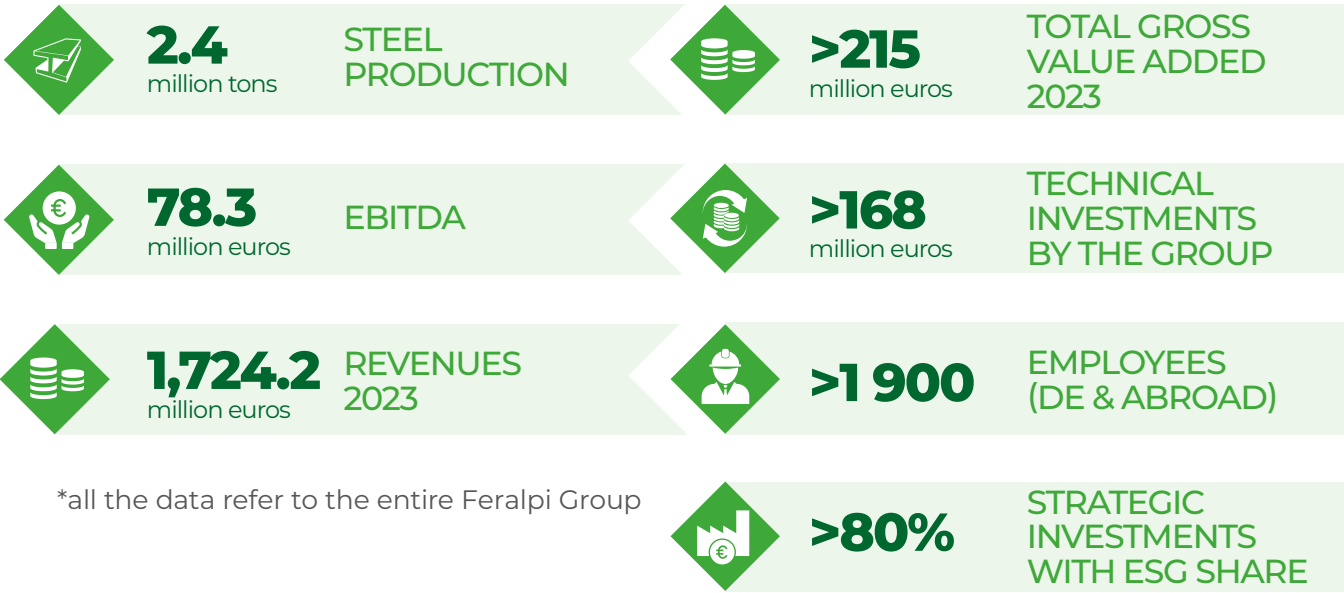 2.4
million tons
STEEL
PRODUCTION
>215
million euros
TOTAL GROSS
VALUE ADDED
2023
€
78.3
million euros
EBITDA
>168
million euros
TECHNICAL
INVESTMENTS
BY THE GROUP
1,724.2
million euros
REVENUES
2023
>1 900
EMPLOYEES
(DE & ABROAD)
*all the data refer to the entire Feralpi Group
€
>80%
STRATEGIC
INVESTMENTS
WITH ESG SHARE